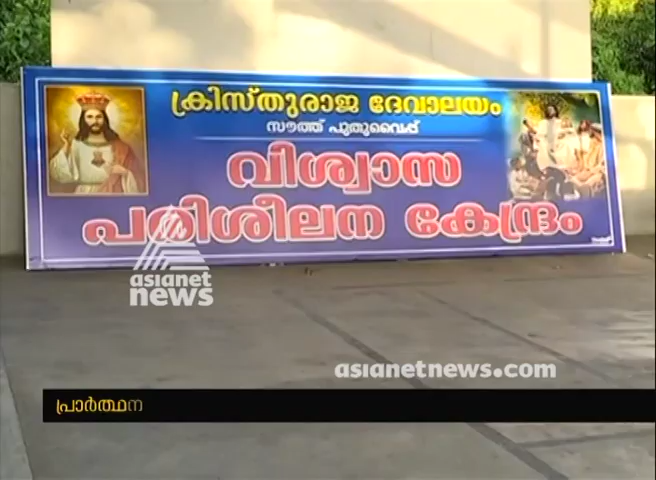 ക്രിസ്തുരാജ ദേവാലയം
സൗത്ത് പുതുവൈപ്പ്
വിശ്വാസ
പരിശീലന കേന്ദ്രം
asianet
news
asianetnews.com
പ്രാർത്ഥന